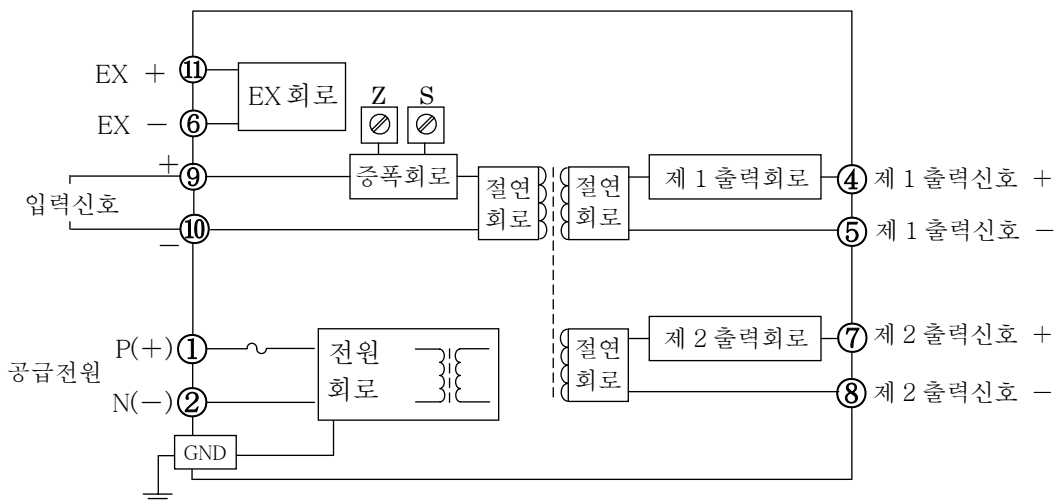 EX + ⑪
EX 회로
EX − ⑥
Z S
+
⑨
증폭회로
입력신호
⑩
−
절연
회로
절연
회로
제 1 출력회로
④ 제 1 출력신호 +
⑤ 제 1 출력신호 −
P(+) ①
공급전원
N(−) ②
전원
회로
GND
절연
회로
제 2 출력회로
⑦ 제 2 출력신호 +
⑧ 제 2 출력신호 −